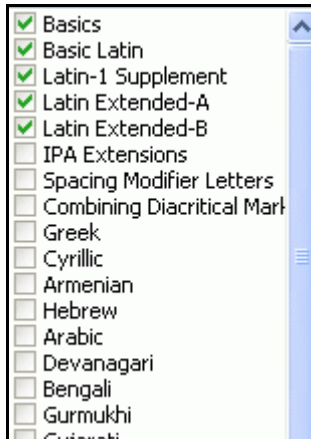 Basics
Basic Latin
Latin-1 Supplement
Latin Extended-A
Latin Extended-B
IPA Extensions
Spacing Modifier Letters
Combining Diacritical Mark
Greek
Cyrillic
Armenian
Hebrew
Arabic
Devanagari
Bengali
Gurmukhi